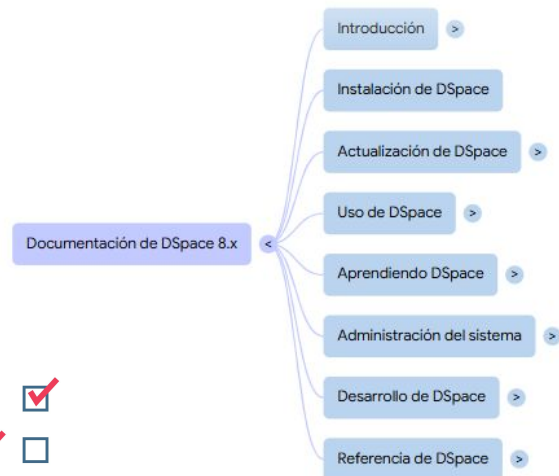 Introducción
Instalación de DSpace
Actualización de DSpace
Uso de DSpace
Documentación de DSpace 8.x
Aprendiendo DSpace
Administración del sistema
Desarrollo de DSpace
Referencia de DSpace